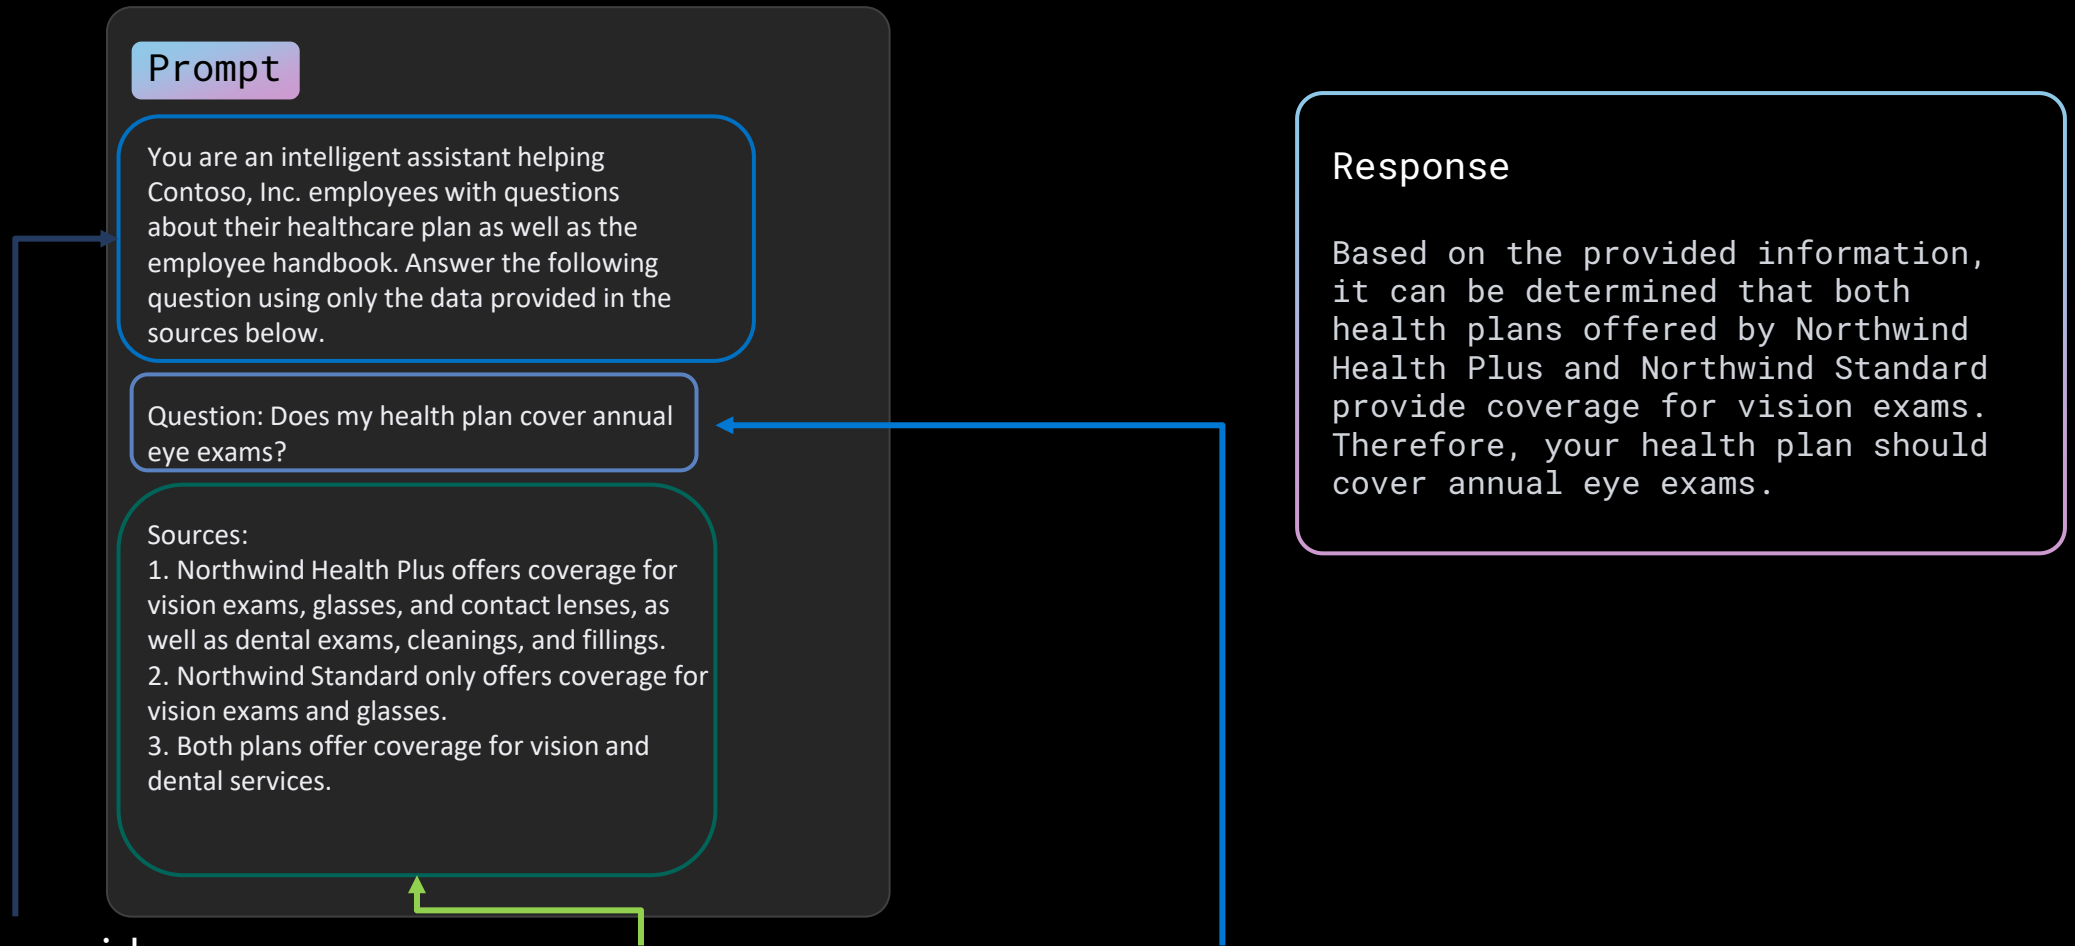 Prompt
You are an intelligent assistant helping
Contoso, Inc. employees with questions
about their healthcare plan as well as the
employee handbook. Answer the following
question using only the data provided in the
sources below.
Question: Does my health plan cover annual
eye exams?
Sources:
1. Northwind Health Plus offers coverage for
vision exams, glasses, and contact lenses, as
well as dental exams, cleanings, and fillings.
2. Northwind Standard only offers coverage for
vision exams and glasses.
3. Both plans offer coverage for vision and
dental services.
Response
Based on the provided information,
it can be determined that both
health plans offered by Northwind
Health Plus and Northwind Standard
provide coverage for vision exams.
Therefore, your health plan should
cover annual eye exams.